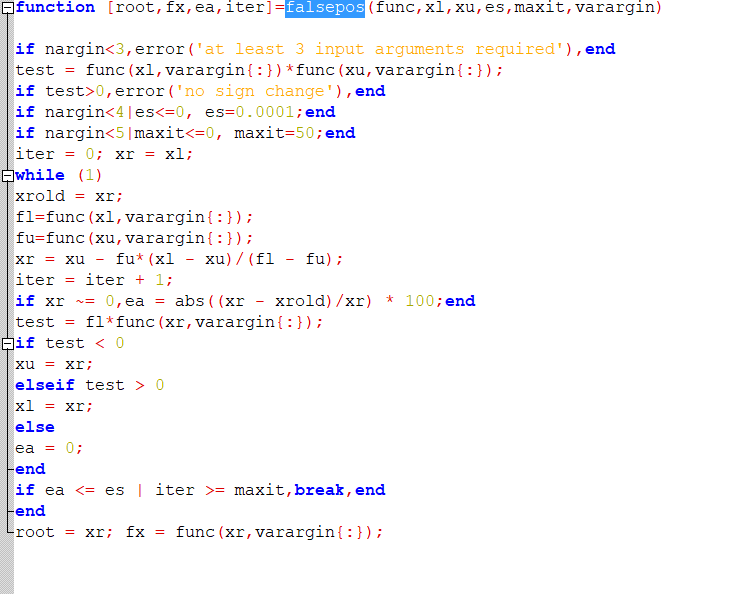 function [root,fx,ea,iter]=falsepos(func,xl,xu,es,maxit,varargin)
if nargin<3,error('at least 3 input arguments required'),end
test = func(xl,varargin{:})*func(xu,varargin{:});
if test>0,error('no sign change'),end
if nargin<4|es<=0, es=0.0001;end
if nargin<5|maxit<=0, maxit=50;end
iter = 0; xr = xl;
while (1)
xrold = xr;
fl=func(xl,varargin{:});
fu=func(xu,varargin{:});
xr = xu - fu*(xl - xu)/(fl - fu);
iter = iter + 1;
if xr ~= 0,ea = abs((xr - xrold)/xr) * 100;end
test = fl*func(xr,varargin{:});
if test < 0
xu = xr;
elseif test > 0
xl = xr;
else
ea = 0;
end
if ea <= es | iter >= maxit,break,end
end
root = xr; fx = func(xr,varargin{:});